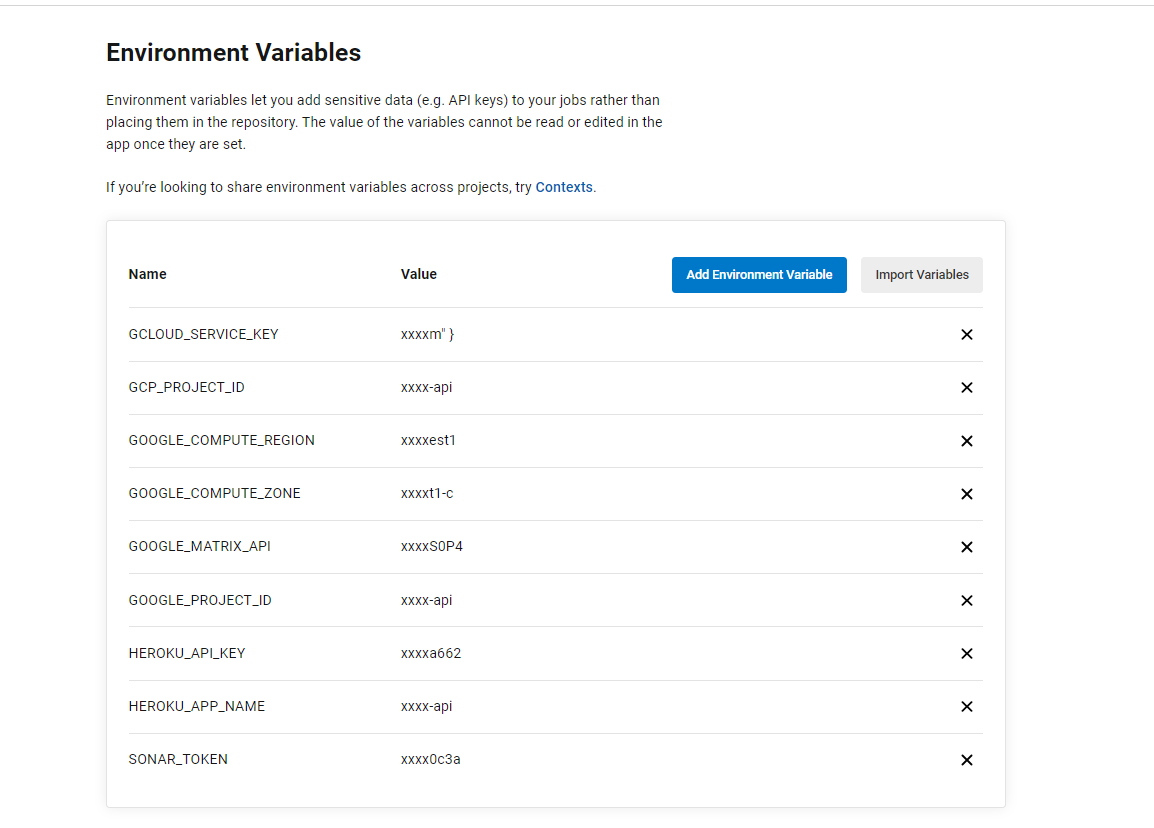 Environment Variables
Environment variables let you add sensitive data (e.g. API keys) to your jobs rather than
placing them in the repository. The value of the variables cannot be read or edited in the
app once they are set.
If you’re looking to share environment variables across projects, try Contexts.
Name Value Add Environment Variable Import Variables
GCLOUD_SERVICE_KEY xxxxm" }
GCP_PROJECT_ID xxxx-api
GOOGLE_COMPUTE_REGION xxxxest1
GOOGLE_COMPUTE_ZONE xxxxt1-c
GOOGLE_MATRIX_API xxxxS0P4
GOOGLE_PROJECT_ID xxxx-api
HEROKU_API_KEY xxxxa662
HEROKU_APP_NAME xxxx-api
SONAR_TOKEN xxxx0c3a